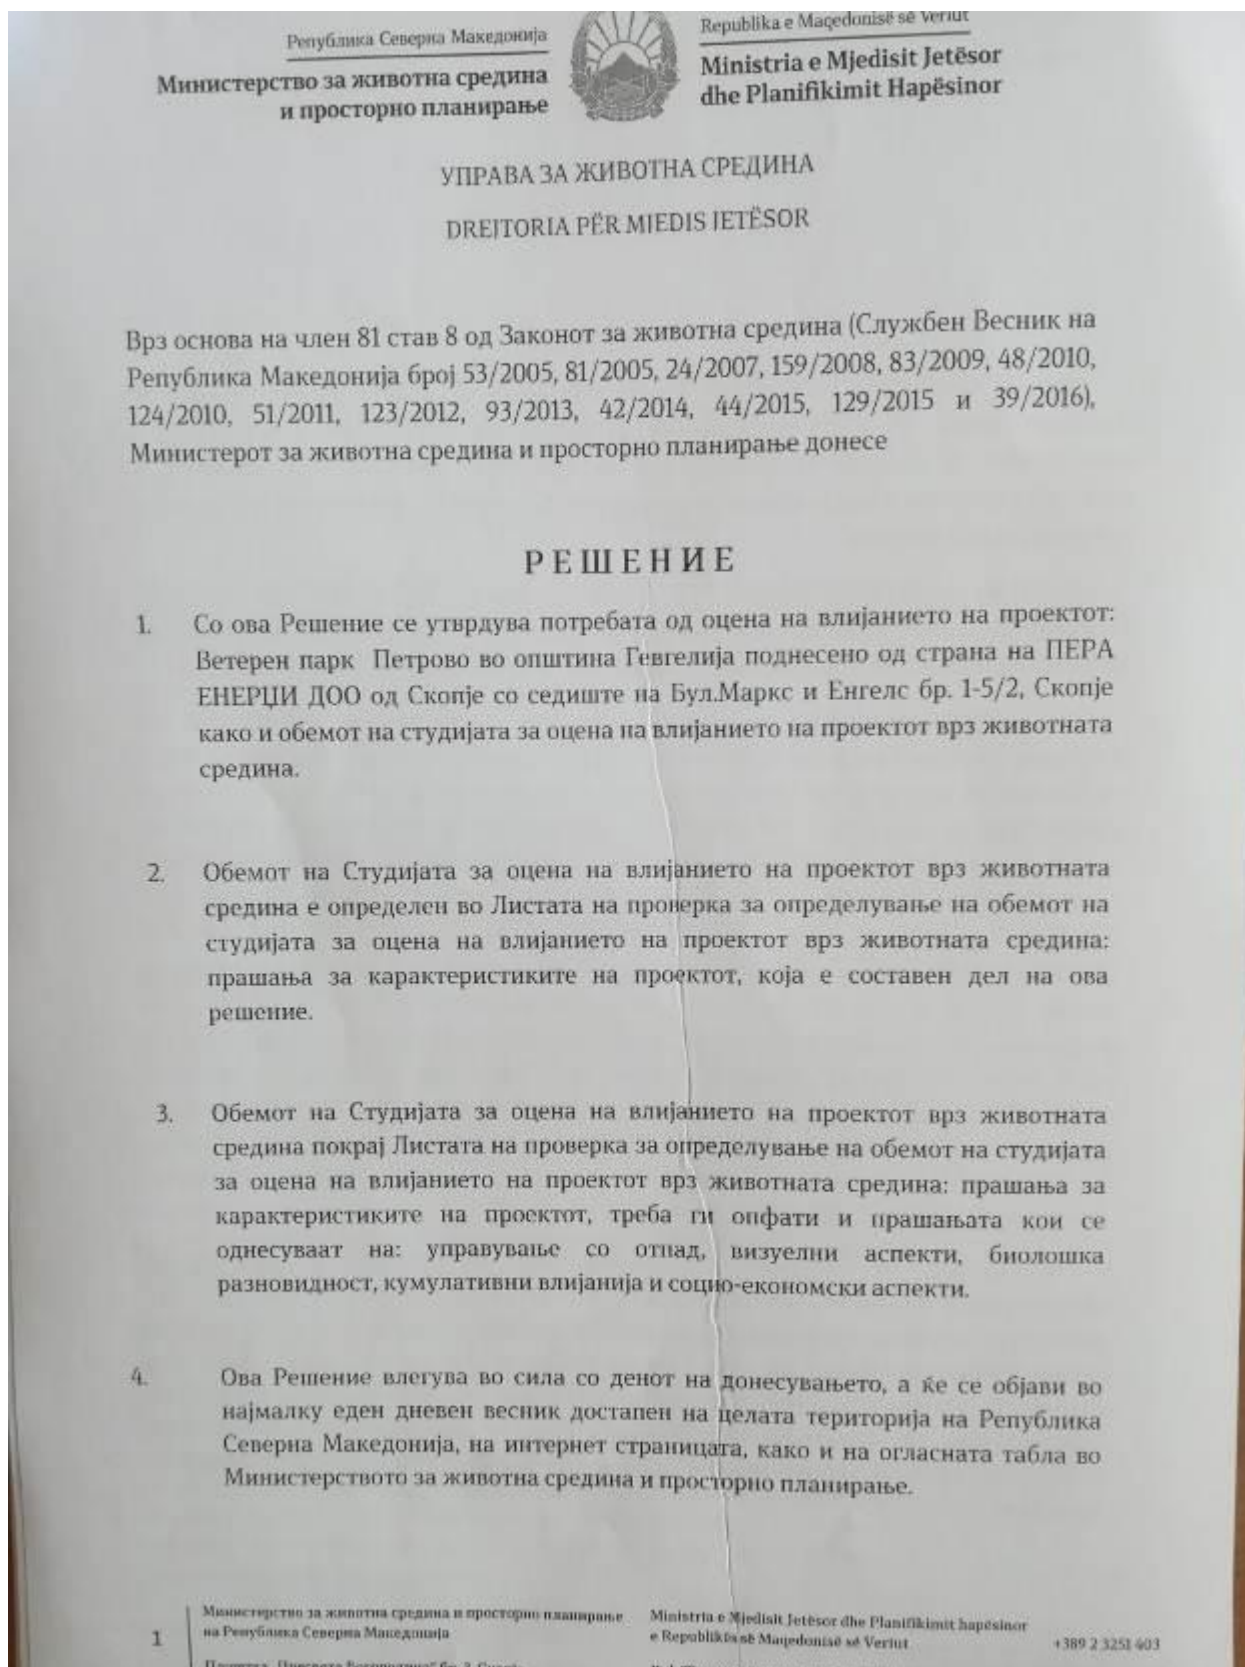 Република Северна Македонија
Министерство за животна средина
и просторно планирање
Republika e Maqedonisë së Veriut
Ministria e Mjedisit Jetësor
dhe Planifikimit Hapësinor
УПРАВА ЗА ЖИВОТНА СРЕДИНА
DREJTORIA PËR MJEDIS JETËSOR
Врз основа на член 81 став 8 од Законот за животна средина (Службен Весник на
Република Македонија број 53/2005, 81/2005, 24/2007, 159/2008, 83/2009, 48/2010,
124/2010, 51/2011, 123/2012, 93/2013, 42/2014, 44/2015, 129/2015 и 39/2016),
Министерот за животна средина и просторно планирање донесе
РЕШЕНИЕ
1. Со ова Решение се утврдува потребата од оцена на влијанието на проектот:
Ветерен парк Петрово во општина Гевгелија поднесено од страна на ПЕРА
ЕНЕРЏИ ДОО од Скопје со седиште на Бул.Маркс и Енгелс бр. 1-5/2, Скопје
како и обемот на студијата за оцена на влијанието на проектот врз животната
средина.
2. Обемот на Студијата за оцена на влијанието на проектот врз животната
средина е определен во Листата на проверка за определување на обемот на
студијата за оцена на влијанието на проектот врз животната средина:
прашања за карактеристиките на проектот, која е составен дел на ова
решение.
3. Обемот на Студијата за оцена на влијанието на проектот врз животната
средина покрај Листата на проверка за определување на обемот на студијата
за оцена на влијанието на проектот врз животната средина: прашања за
карактеристиките на проектот, треба ги опфати и прашањата кои се
однесуваат на: управување со отпад, визуелни аспекти, биолошка
разновидност, кумулативни влијанија и социо-економски аспекти.
4. Ова Решение влегува во сила со денот на донесувањето, а ќе се објави во
најмалку еден дневен весник достапен на целата територија на Република
Северна Македонија, на интернет страницата, како и на огласната табла во
Министерството за животна средина и просторно планирање.
1
Министерство за животна средина и просторно планирање
на Република Северна Македонија
Ministria e Mjedisit Jetësor dhe Planifikimit hapësinor
e Republikës së Maqedonisë së Veriut
+389 2 3251 403